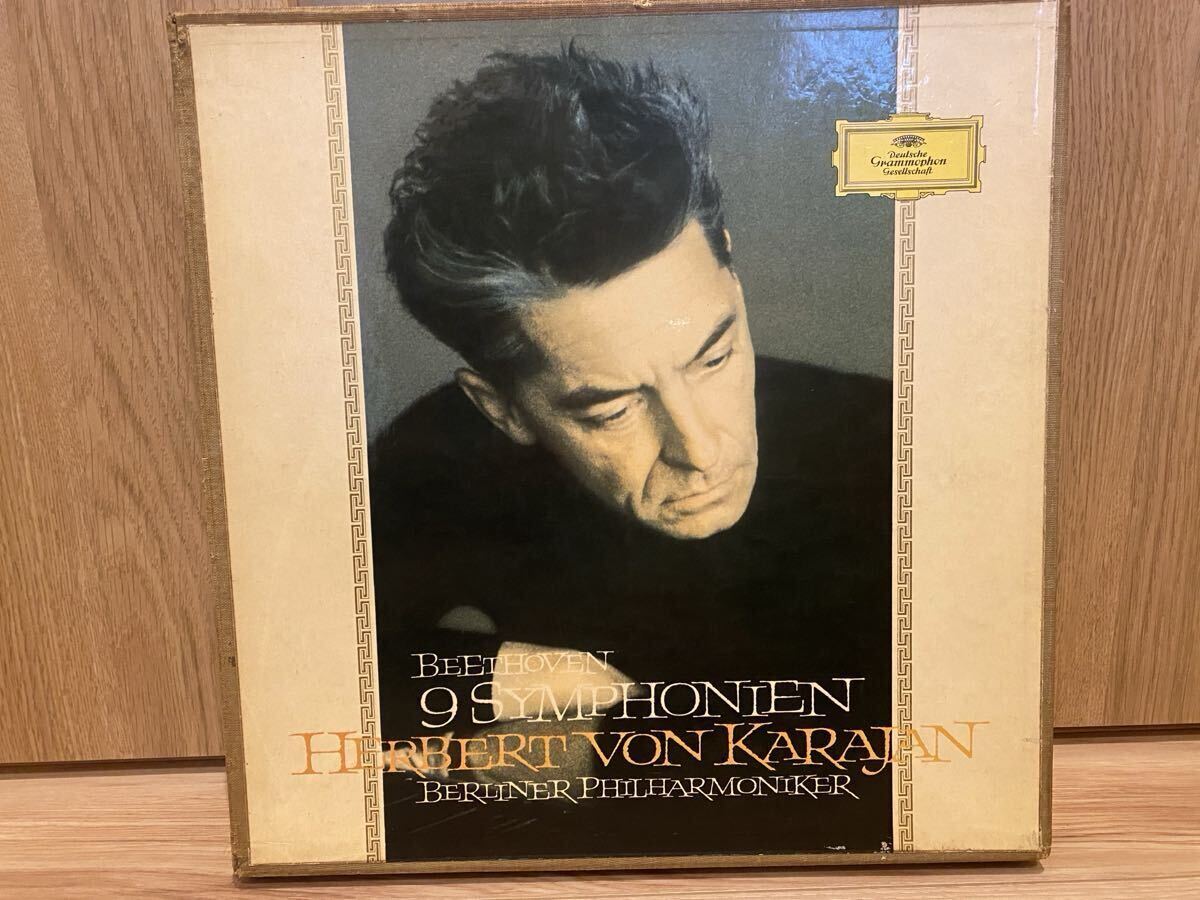 Deutsche
Grammophon
Gesellschaft
BEETHOVEN
9 SYMPHONIEN
HERBERT VON KARAJAN
BERLINER PHILHARMONIKER